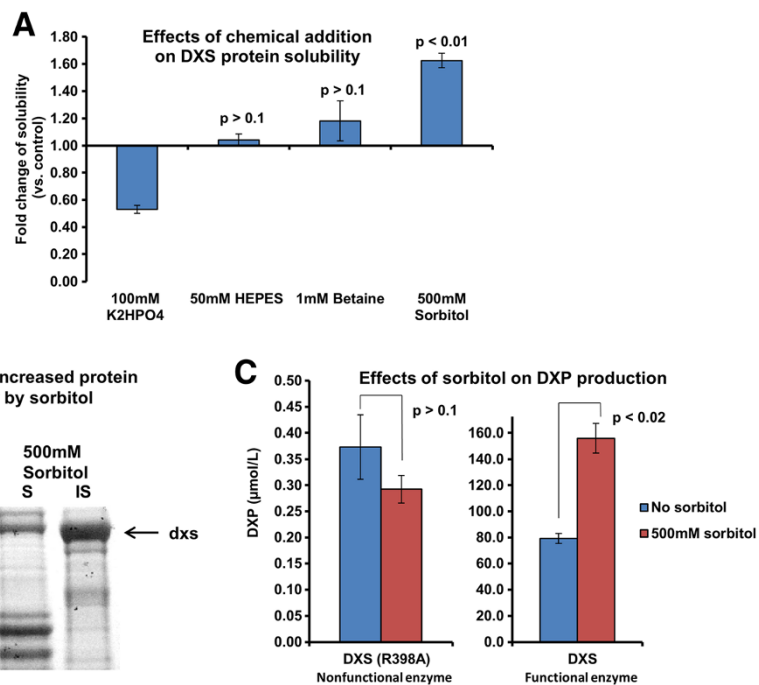 A
Effects of chemical addition
on DXS protein solubility
Fold change of solubility
(vs. control)
1.80
1.60
1.40
1.20
1.00
0.80
0.60
0.40
0.20
0.00
p > 0.1
p > 0.1
p < 0.01
100mM
K2HPO4
50mM HEPES
1mM Betaine
500mM
Sorbitol
ncreased protein
by sorbitol
500mM
Sorbitol
S IS
dxs
C
Effects of sorbitol on DXP production
DXP (µmol/L)
0.50
0.45
0.40
0.35
0.30
0.25
0.20
0.15
0.10
0.05
0.00
p > 0.1
DXS (R398A)
Nonfunctional enzyme
160.0
140.0
120.0
100.0
80.0
60.0
40.0
20.0
0.0
p < 0.02
DXS
Functional enzyme
No sorbitol
500mM sorbitol